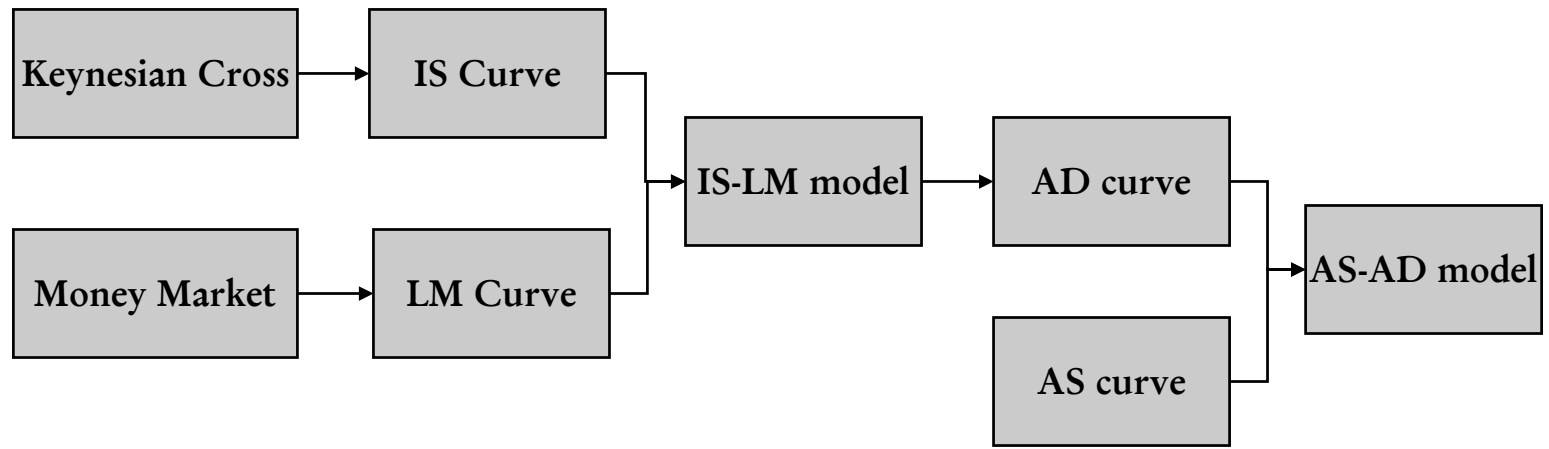 Keynesian Cross
IS Curve
IS-LM model
AD curve
AS-AD model
Money Market
LM Curve
AS curve